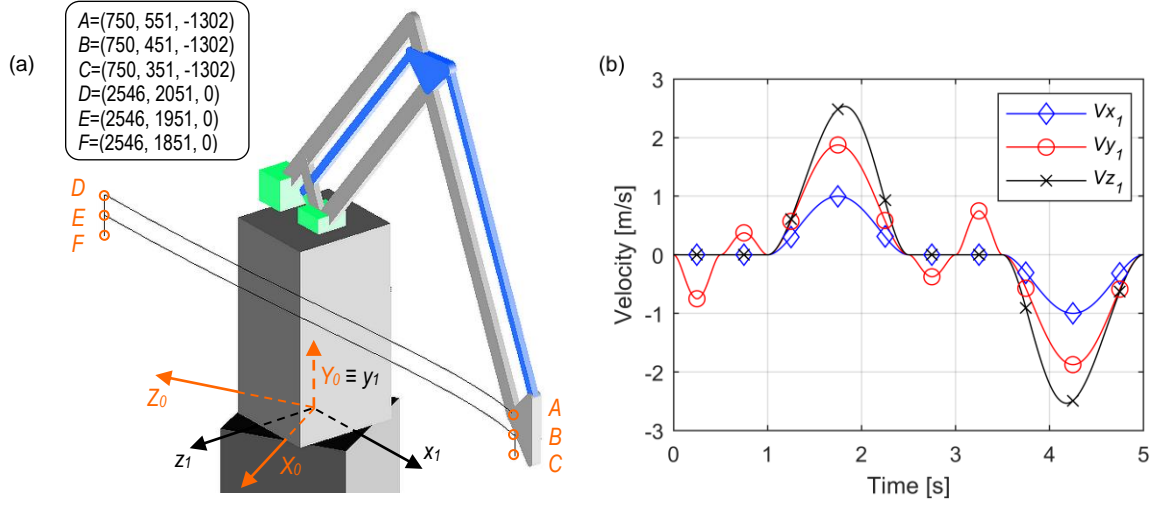 (a)
A=(750, 551, -1302)
B=(750, 451, -1302)
C=(750, 351, -1302)
D=(2546, 2051, 0)
E=(2546, 1951, 0)
F=(2546, 1851, 0)
D
E
F
Y₀ ≡ y₁
Z₀
z₁
X₀
x₁
A
B
C
(b)
Velocity [m/s]
3
2
1
0
-1
-2
-3
Vx₁
Vy₁
Vz₁
0 1 2 3 4 5
Time [s]